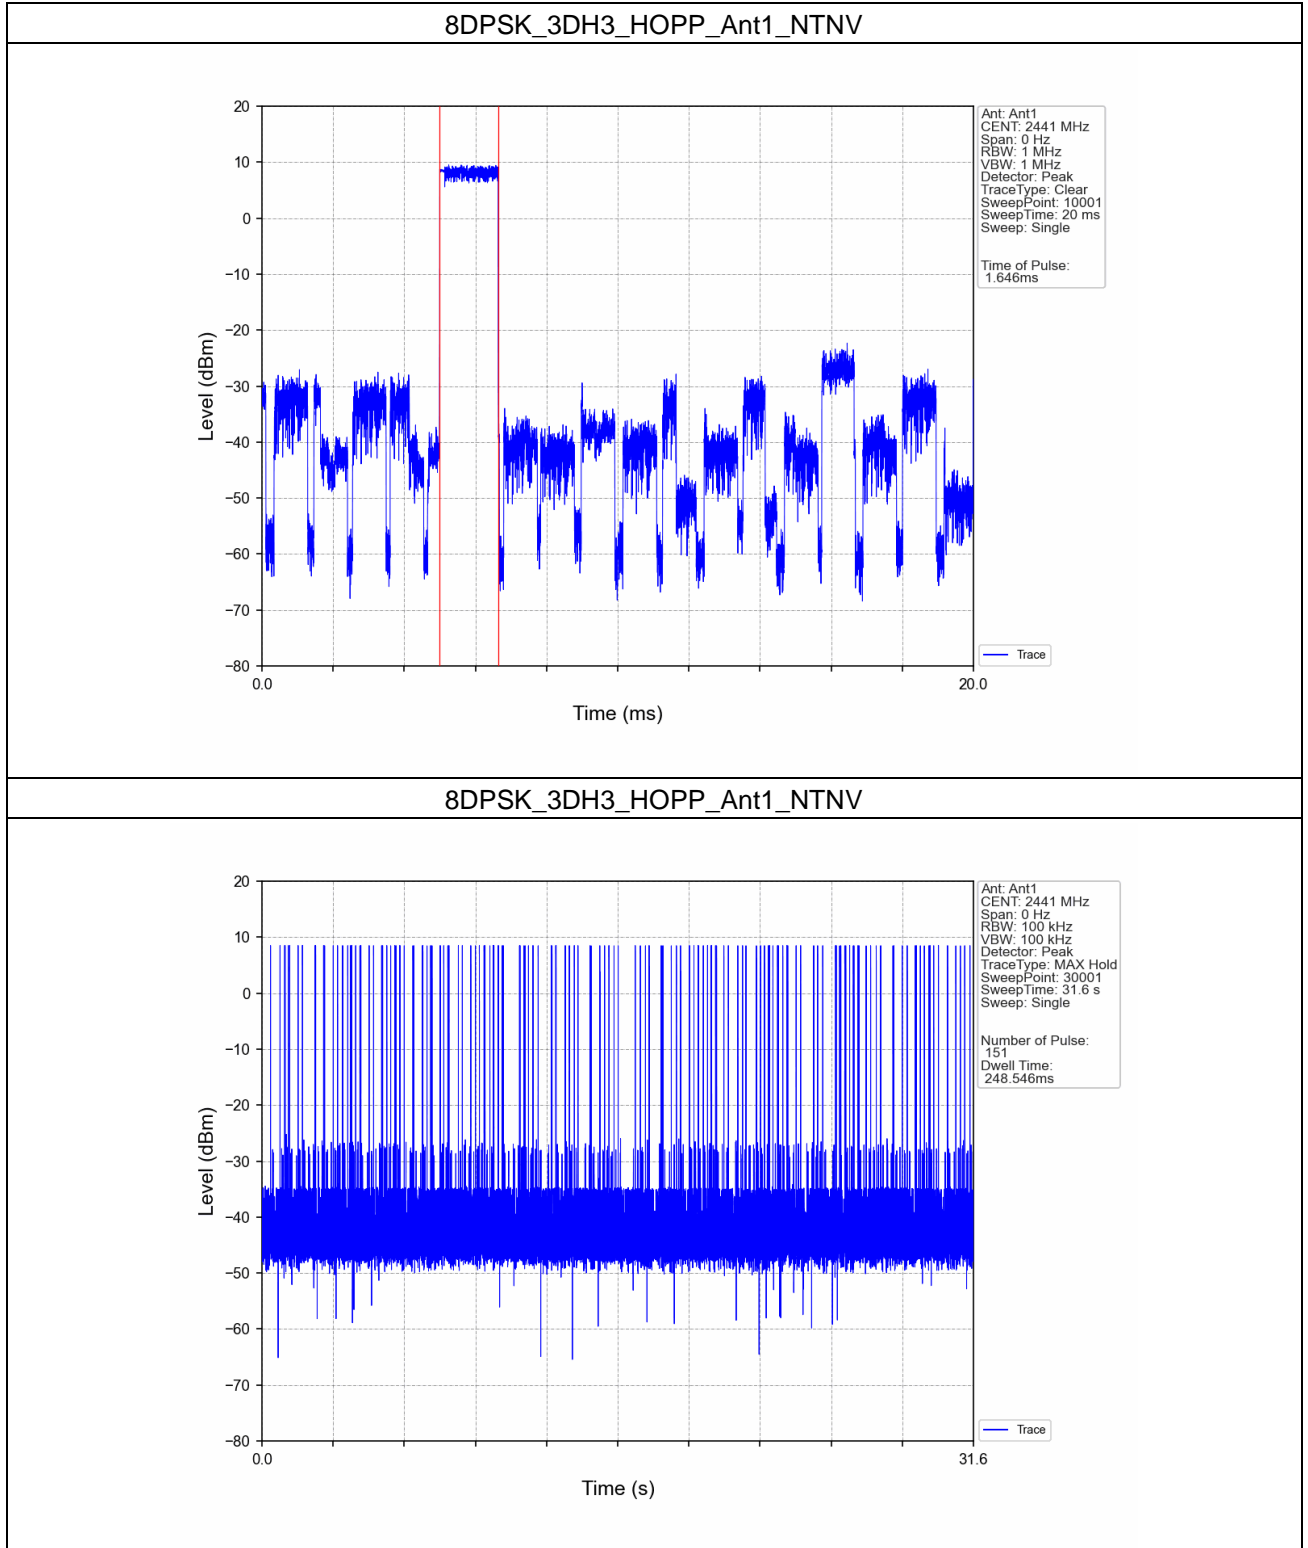 8DPSK_3DH3_HOPP_Ant1_NTNV
20
10
0
−10
−20
−30
−40
−50
−60
−70
−80
Level (dBm)
0.0
20.0
Time (ms)
Ant: Ant1
CENT: 2441 MHz
Span: 0 Hz
RBW: 1 MHz
VBW: 1 MHz
Detector: Peak
TraceType: Clear
SweepPoint: 10001
SweepTime: 20 ms
Sweep: Single
Time of Pulse:
1.646ms
Trace
8DPSK_3DH3_HOPP_Ant1_NTNV
20
10
0
−10
−20
−30
−40
−50
−60
−70
−80
Level (dBm)
0.0
31.6
Time (s)
Ant: Ant1
CENT: 2441 MHz
Span: 0 Hz
RBW: 100 kHz
VBW: 100 kHz
Detector: Peak
TraceType: MAX Hold
SweepPoint: 30001
SweepTime: 31.6 s
Sweep: Single
Number of Pulse:
151
Dwell Time:
248.546ms
Trace